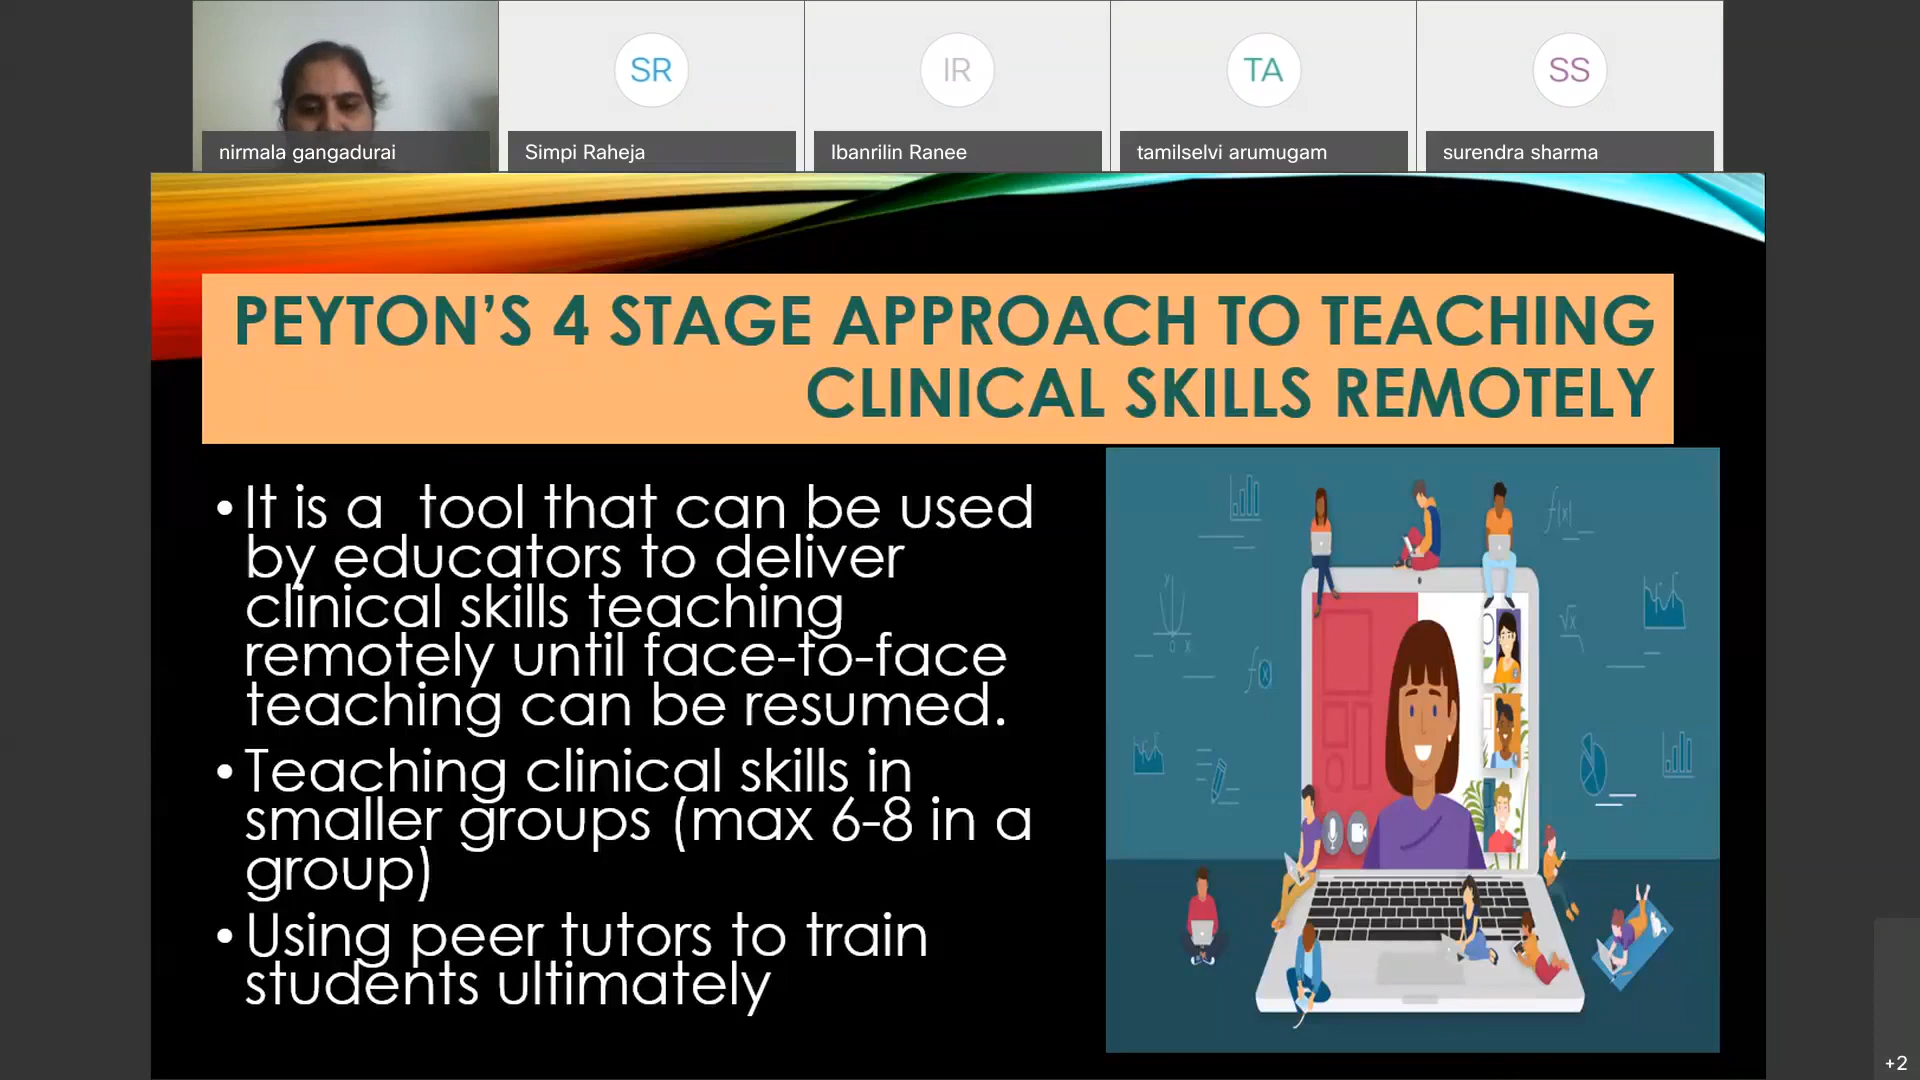 SR
IR
TA
SS
nirmala gangadurai
Simpi Raheja
Ibanrilin Ranee
tamilselvi arumugam
surendra sharma
PEYTON’S 4 STAGE APPROACH TO TEACHING
CLINICAL SKILLS REMOTELY
• It is a tool that can be used
by educators to deliver
clinical skills teaching
remotely until face-to-face
teaching can be resumed.
• Teaching clinical skills in
smaller groups (max 6-8 in a
group)
• Using peer tutors to train
students ultimately
f(x)
√x
y
x
f(x)
+2